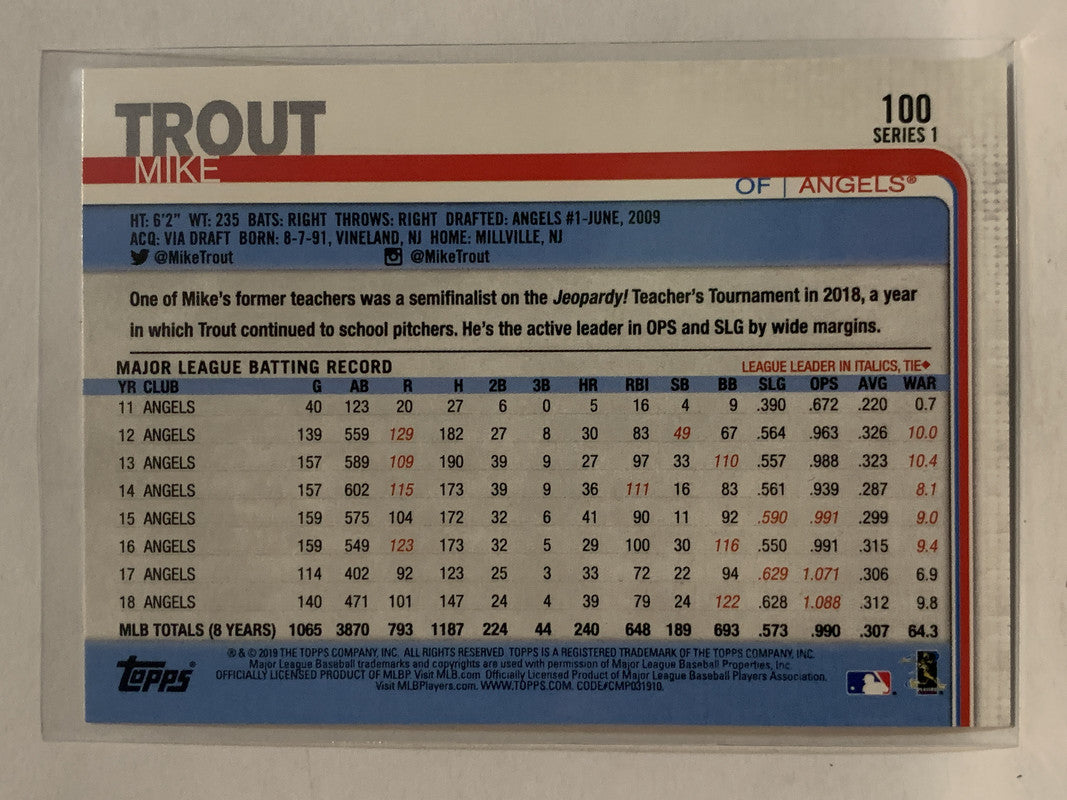 TROUT
MIKE
100
SERIES 1
OF | ANGELS®
HT: 6'2" WT: 235 BATS: RIGHT THROWS: RIGHT DRAFTED: ANGELS #1-JUNE, 2009
ACQ: VIA DRAFT BORN: 8-7-91, VINELAND, NJ HOME: MILLVILLE, NJ
@MikeTrout @MikeTrout
One of Mike's former teachers was a semifinalist on the Jeopardy! Teacher's Tournament in 2018, a year
in which Trout continued to school pitchers. He's the active leader in OPS and SLG by wide margins.
MAJOR LEAGUE BATTING RECORD LEAGUE LEADER IN ITALICS, TIE◆
YR CLUB G AB R H 2B 3B HR RBI SB BB SLG OPS AVG WAR
11 ANGELS 40 123 20 27 6 0 5 16 4 9 .390 .672 .220 0.7
12 ANGELS 139 559 129 182 27 8 30 83 49 67 .564 .963 .326 10.0
13 ANGELS 157 589 109 190 39 9 27 97 33 110 .557 .988 .323 10.4
14 ANGELS 157 602 115 173 39 9 36 111 16 83 .561 .939 .287 8.1
15 ANGELS 159 575 104 172 32 6 41 90 11 92 .590 .991 .299 9.0
16 ANGELS 159 549 123 173 32 5 29 100 30 116 .550 .991 .315 9.4
17 ANGELS 114 402 92 123 25 3 33 72 22 94 .629 1.071 .306 6.9
18 ANGELS 140 471 101 147 24 4 39 79 24 122 .628 1.088 .312 9.8
MLB TOTALS (8 YEARS) 1065 3870 793 1187 224 44 240 648 189 693 .573 .990 .307 64.3
® & © 2019 THE TOPPS COMPANY, INC. ALL RIGHTS RESERVED. TOPPS IS A REGISTERED TRADEMARK OF THE TOPPS COMPANY, INC.
Major League Baseball trademarks and copyrights are used with permission of Major League Baseball Properties, Inc.
OFFICIALLY LICENSED PRODUCT OF MLBP. Visit MLB.com Officially Licensed Product of Major League Baseball Players Association.
Visit MLBPlayers.com. WWW.TOPPS.COM. CODE#CMP031910.
Topps